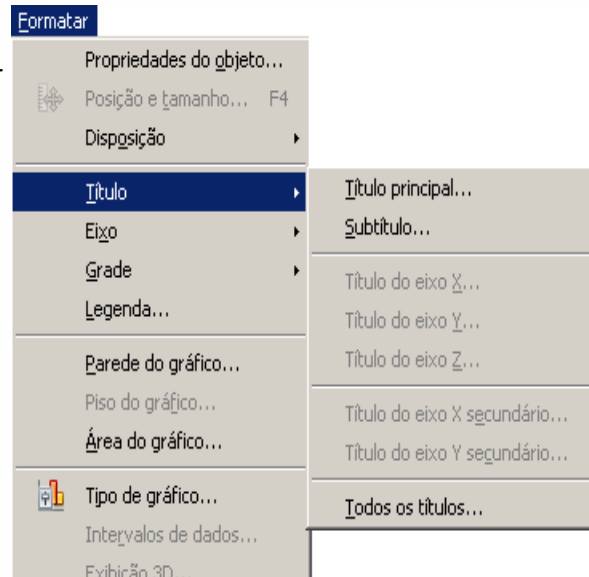 Formatar
Propriedades do objeto...
Posição e tamanho... F4
Disposição
Título
Eixo
Grade
Legenda...
Parede do gráfico...
Piso do gráfico...
Área do gráfico...
Tipo de gráfico...
Intervalos de dados...
Exibição 3D...
Título principal...
Subtítulo...
Título do eixo X...
Título do eixo Y...
Título do eixo Z...
Título do eixo X secundário...
Título do eixo Y secundário...
Todos os títulos...